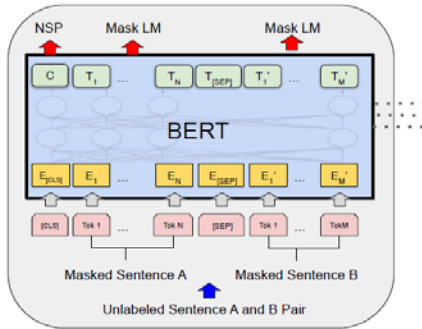 NSP Mask LM Mask LM
C T1 ... TN T[SEP] T1' ... TM'
BERT
E[CLS] E1 ... EN E[SEP] E1' ... EM'
[CLS] Tok 1 ... Tok N [SEP] Tok 1 ... TokM
Masked Sentence A Masked Sentence B
Unlabeled Sentence A and B Pair